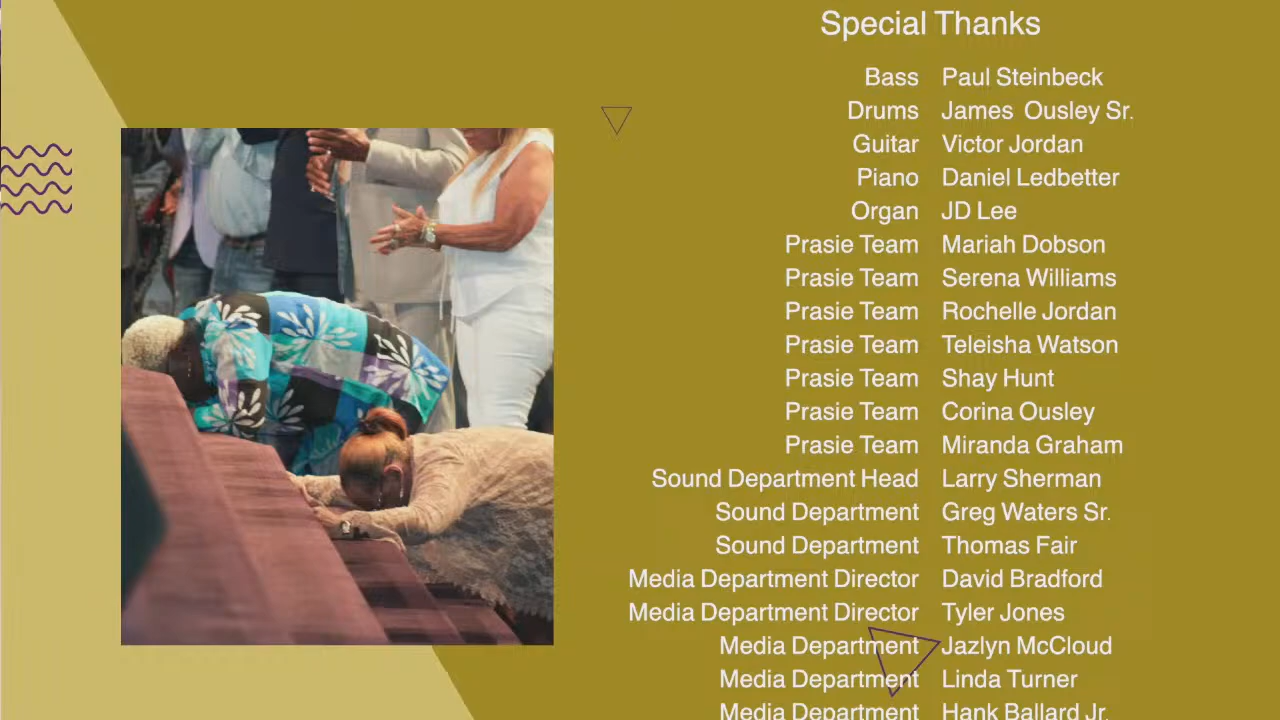 Special Thanks
Bass Paul Steinbeck
Drums James Ousley Sr.
Guitar Victor Jordan
Piano Daniel Ledbetter
Organ JD Lee
Prasie Team Mariah Dobson
Prasie Team Serena Williams
Prasie Team Rochelle Jordan
Prasie Team Teleisha Watson
Prasie Team Shay Hunt
Prasie Team Corina Ousley
Prasie Team Miranda Graham
Sound Department Head Larry Sherman
Sound Department Greg Waters Sr.
Sound Department Thomas Fair
Media Department Director David Bradford
Media Department Director Tyler Jones
Media Department Jazlyn McCloud
Media Department Linda Turner
Media Department Hank Ballard Jr.